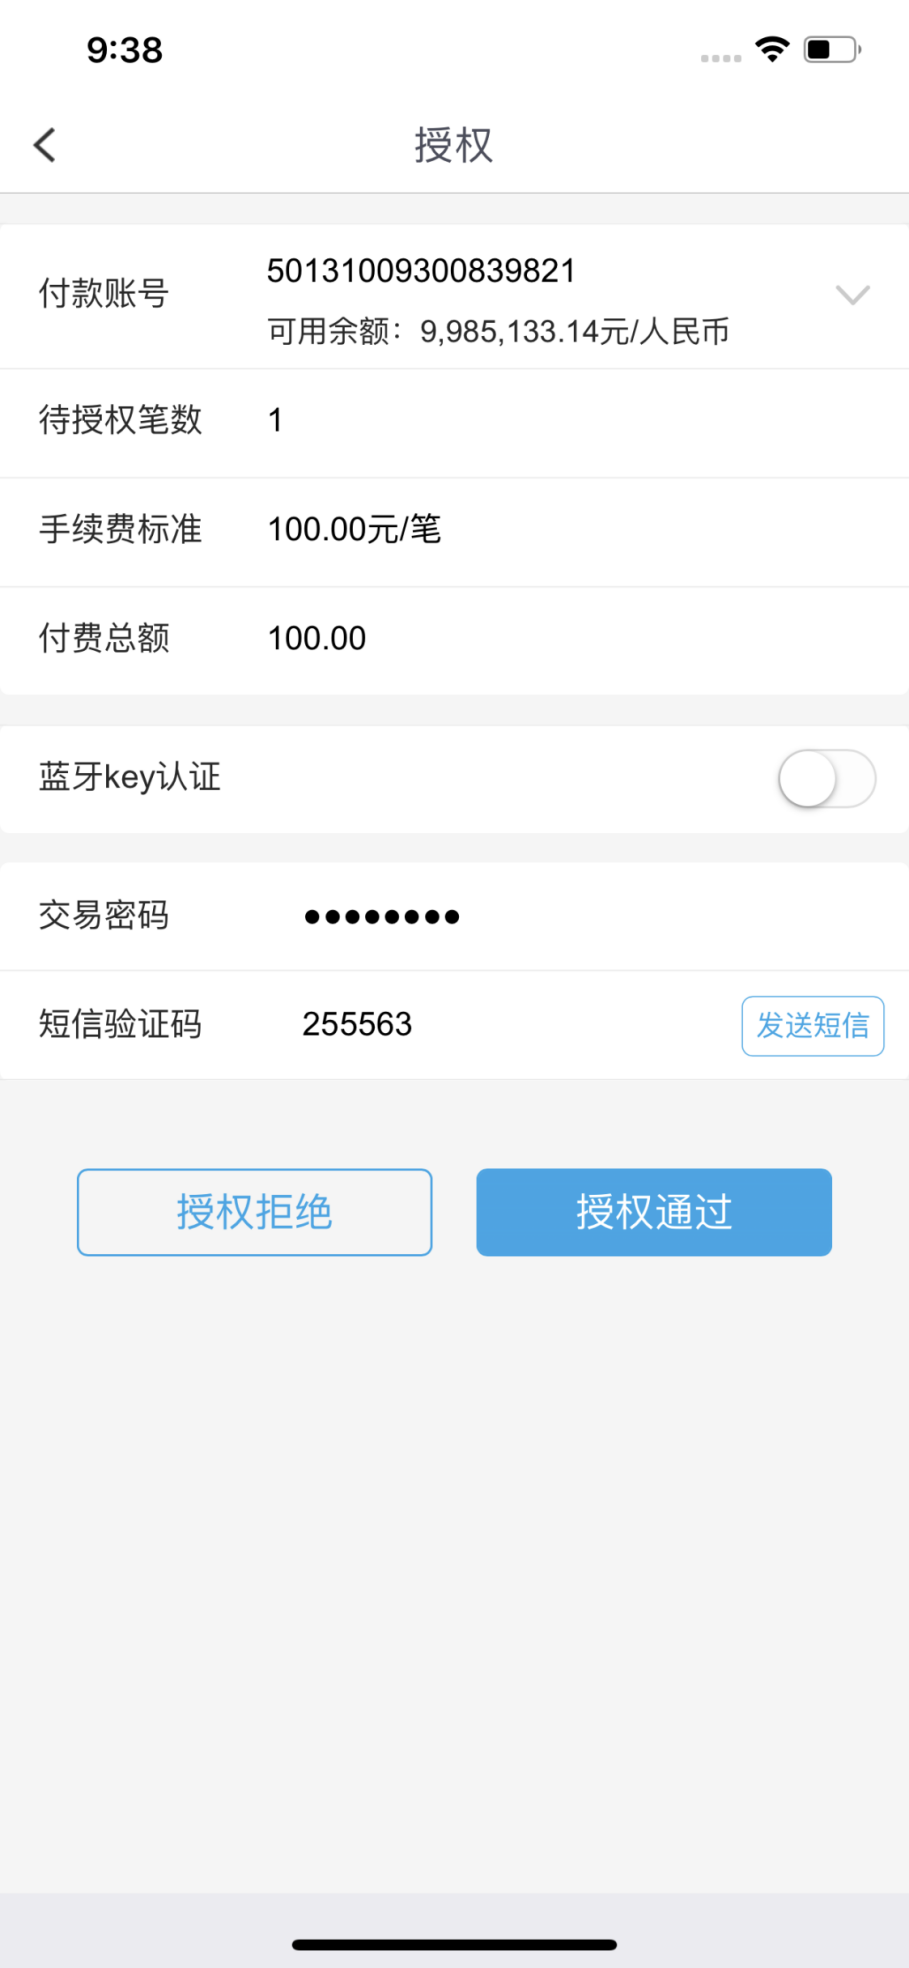 9:38
授权
付款账号
50131009300839821
可用余额：9,985,133.14元/人民币
待授权笔数 1
手续费标准 100.00元/笔
付费总额 100.00
蓝牙key认证
交易密码 ●●●●●●●●
短信验证码 255563 发送短信
授权拒绝 授权通过